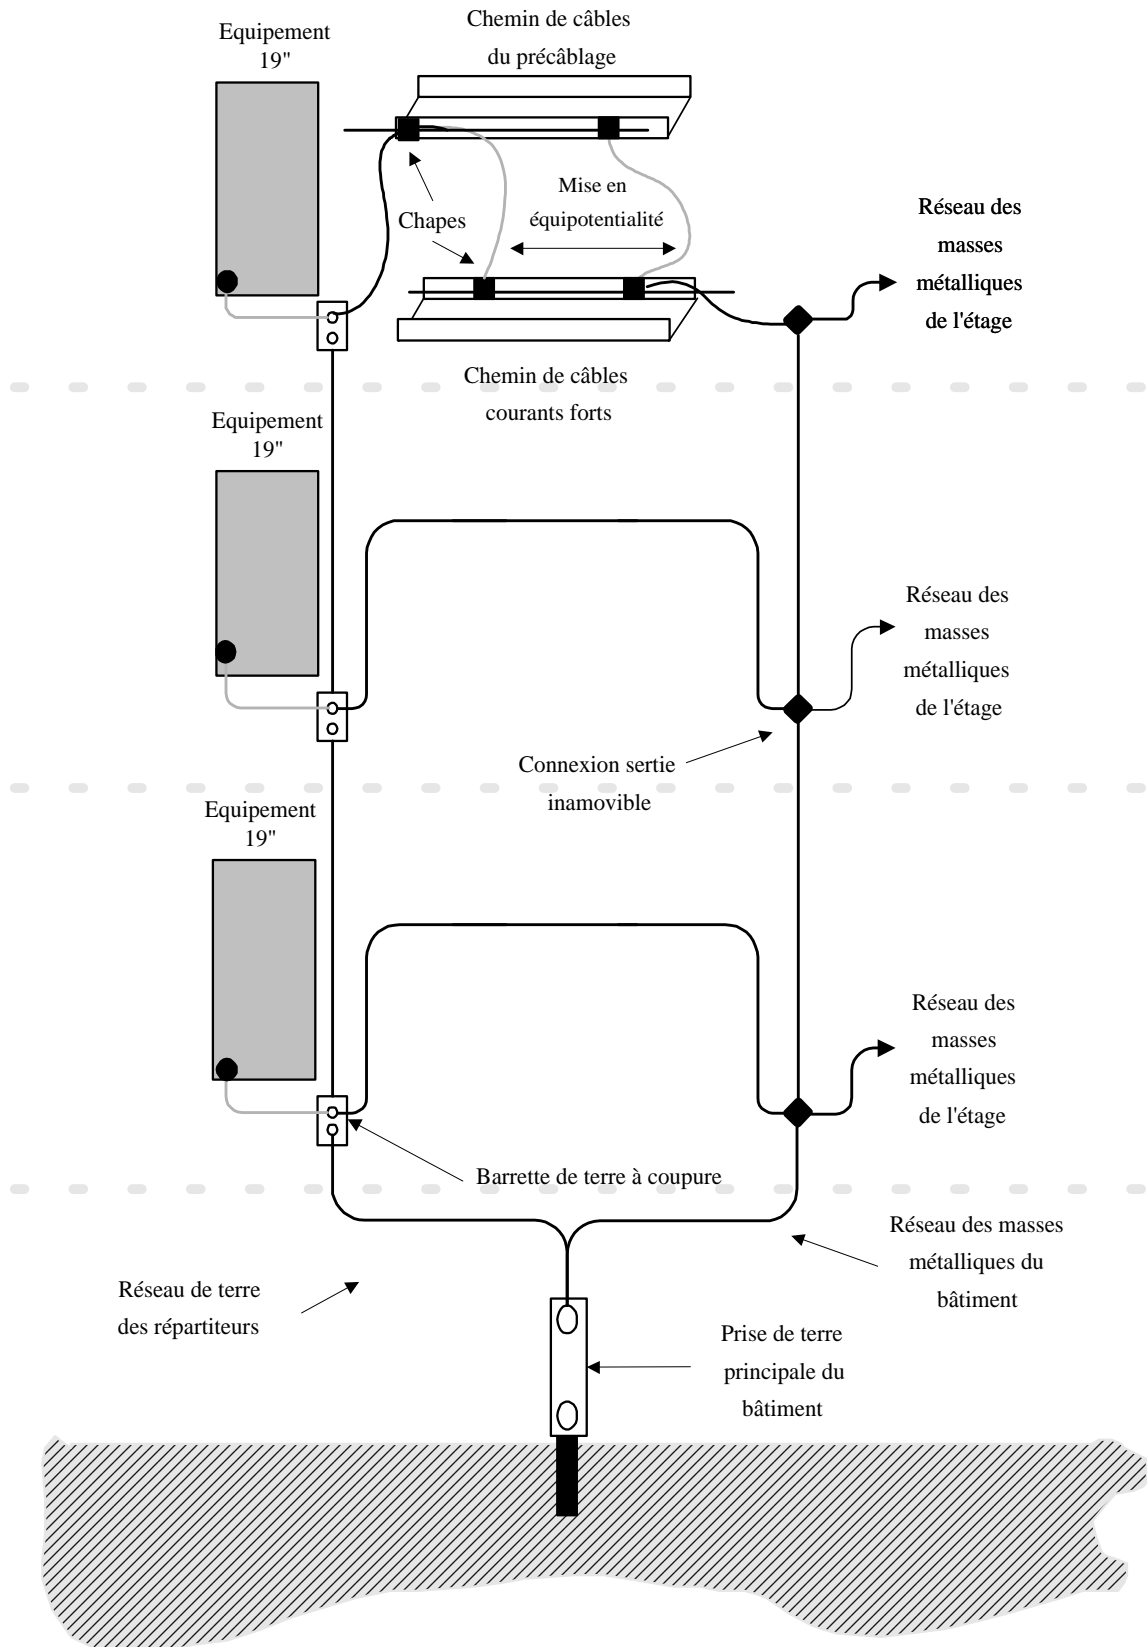 Chemin de câbles
du précâblage
Equipement
19"
Mise en
équipotentialité
Chapes
Réseau des
masses
métalliques
de l'étage
Chemin de câbles
courants forts
Equipement
19"
Réseau des
masses
métalliques
de l'étage
Connexion sertie
inamovible
Equipement
19"
Réseau des
masses
métalliques
de l'étage
Barrette de terre à coupure
Réseau des masses
métalliques du
bâtiment
Réseau de terre
des répartiteurs
Prise de terre
principale du
bâtiment